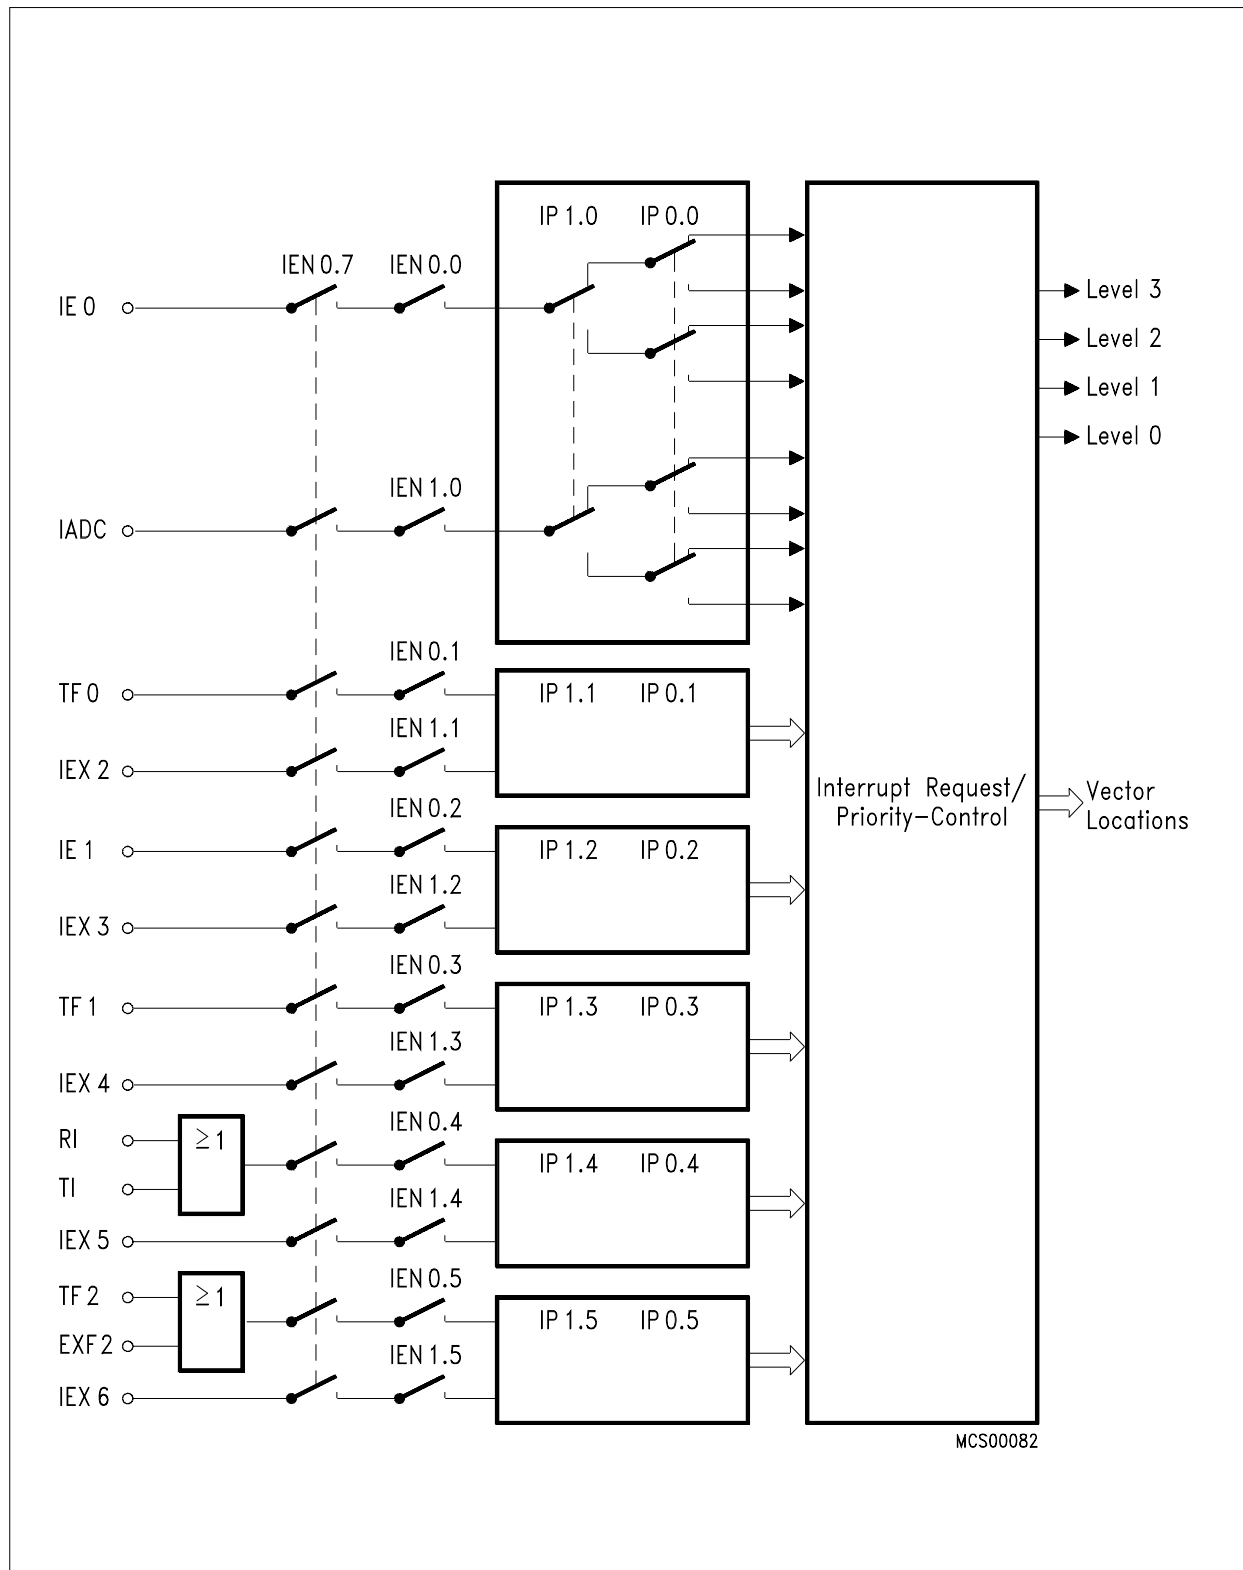 IP 1.0 IP 0.0
IEN 0.7 IEN 0.0
IE 0
Level 3
Level 2
Level 1
Level 0
IEN 1.0
IADC
IEN 0.1
TF 0
IP 1.1 IP 0.1
IEN 1.1
IEX 2
Interrupt Request/
Priority-Control
Vector
Locations
IEN 0.2
IE 1
IP 1.2 IP 0.2
IEN 1.2
IEX 3
IEN 0.3
TF 1
IP 1.3 IP 0.3
IEN 1.3
IEX 4
RI
≥1
IEN 0.4
TI
IP 1.4 IP 0.4
IEN 1.4
IEX 5
IEN 0.5
TF 2
≥1
IP 1.5 IP 0.5
EXF 2
IEN 1.5
IEX 6
MCS00082